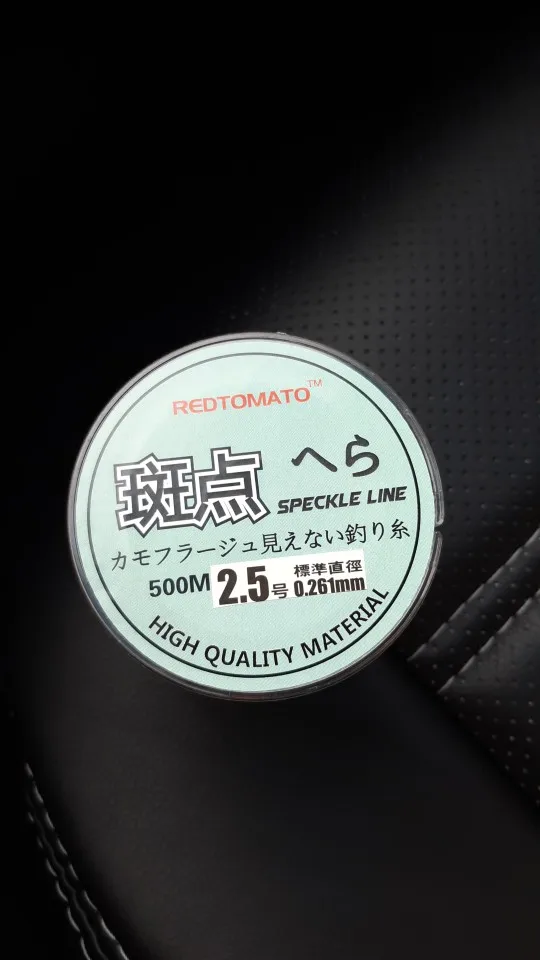 REDTOMATO™
斑点 へら
SPECKLE LINE
カモフラージュ見えない釣り糸
500M 2.5号 標準直徑 0.261mm
HIGH QUALITY MATERIAL